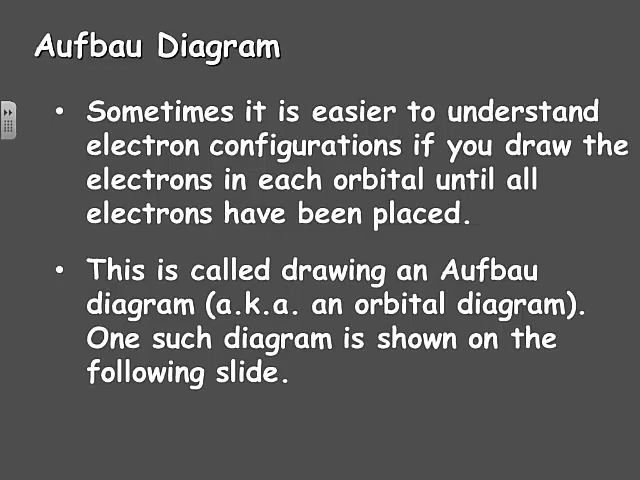 Aufbau Diagram
• Sometimes it is easier to understand
electron configurations if you draw the
electrons in each orbital until all
electrons have been placed.
• This is called drawing an Aufbau
diagram (a.k.a. an orbital diagram).
One such diagram is shown on the
following slide.